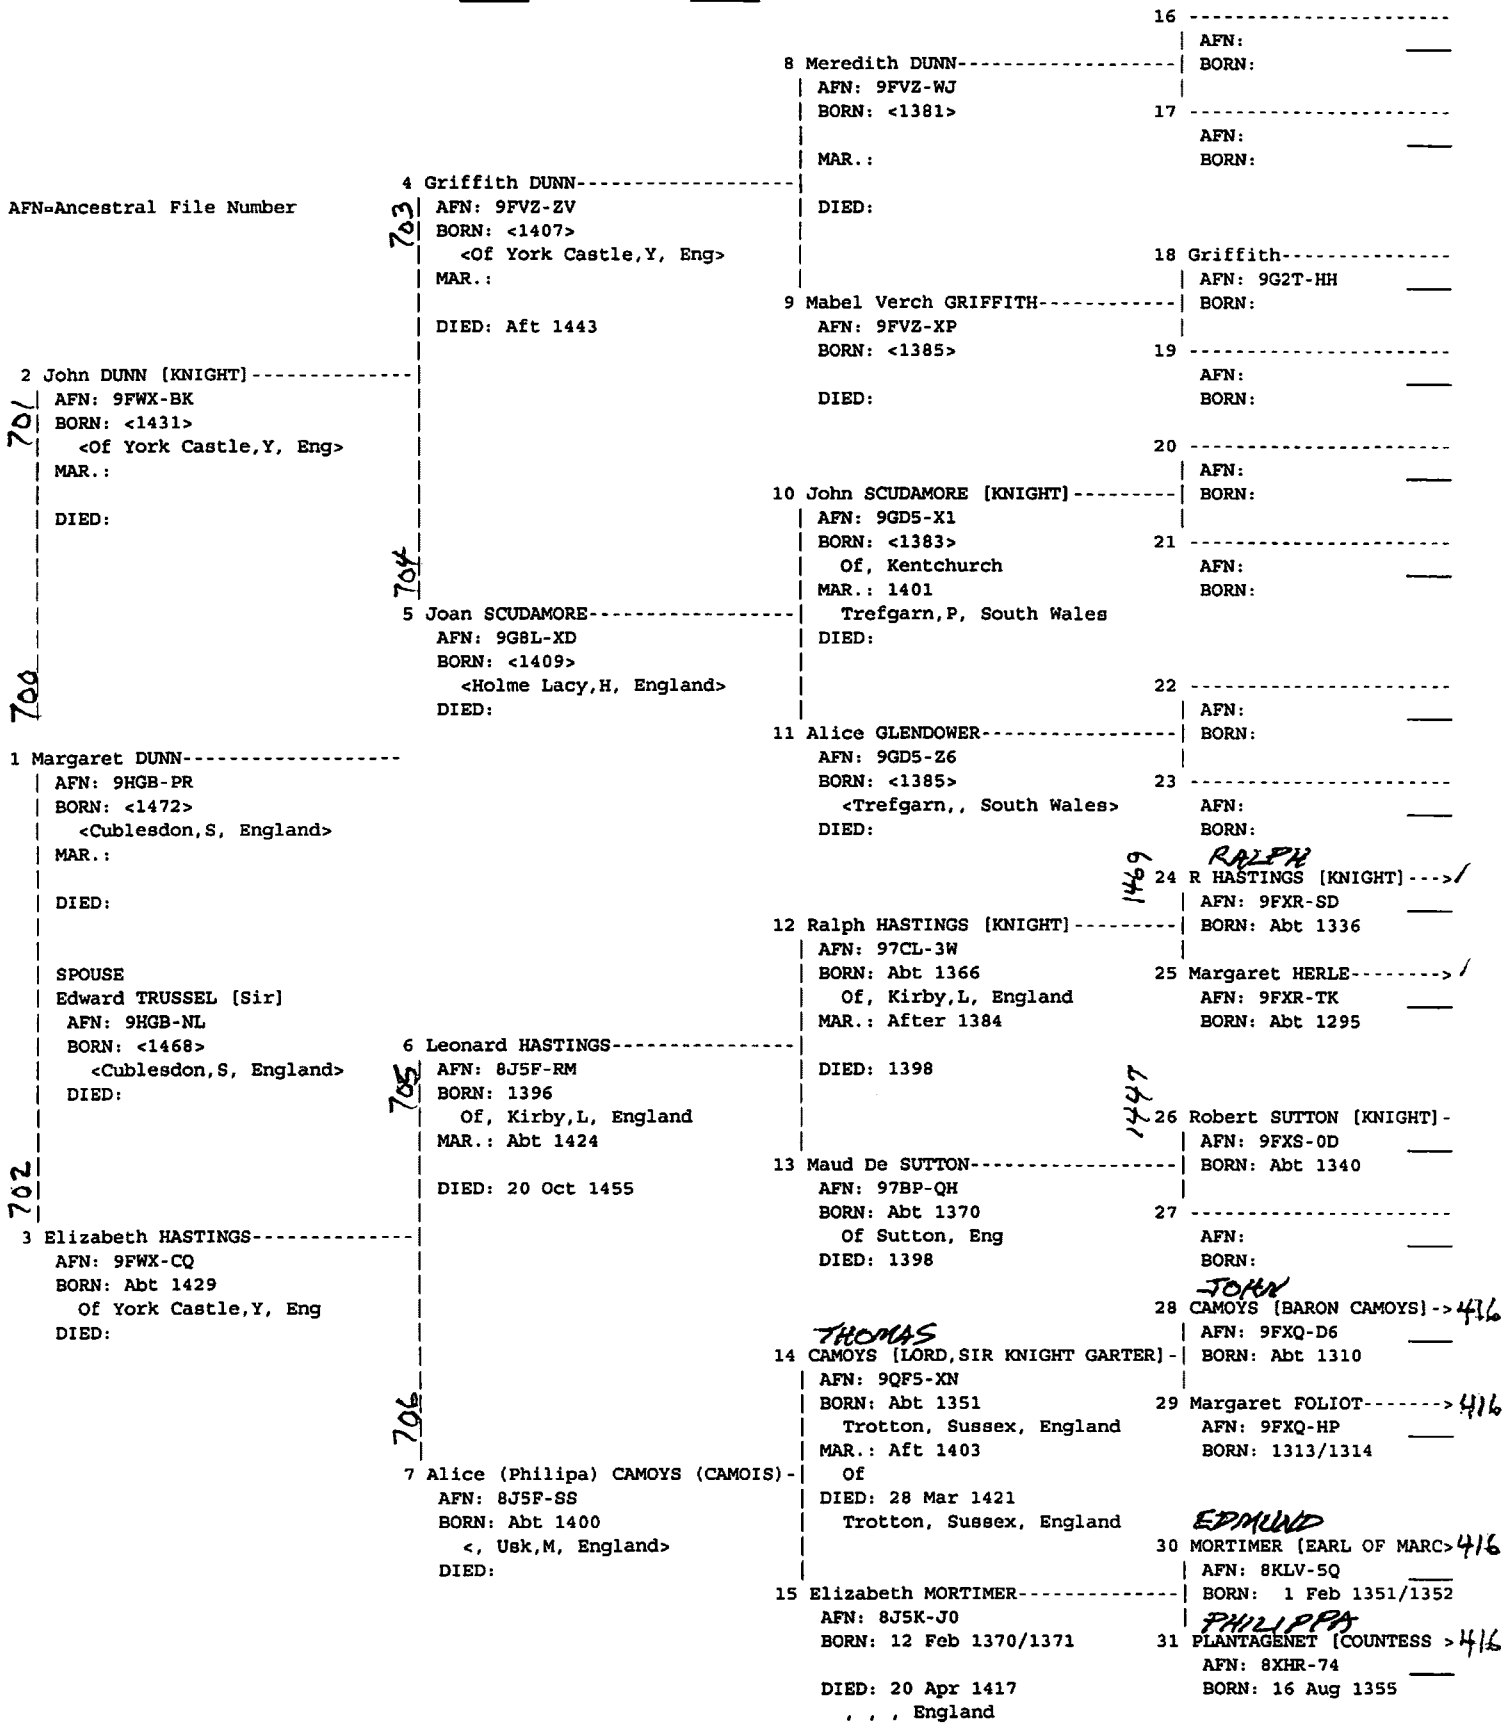 16 -----------------------
AFN:
BORN:
8 Meredith DUNN------------------
AFN: 9FVZ-WJ
BORN: <1381>
MAR.:
DIED:
17 -----------------------
AFN:
BORN:
4 Griffith DUNN------------------
703
AFN: 9FVZ-ZV
BORN: <1407>
<Of York Castle,Y, Eng>
MAR.:
DIED: Aft 1443
AFN=Ancestral File Number
18 Griffith---------------
AFN: 9G2T-HH
BORN:
9 Mabel Verch GRIFFITH------------
AFN: 9FVZ-XP
BORN: <1385>
DIED:
19 -----------------------
AFN:
BORN:
2 John DUNN [KNIGHT]--------------
701
AFN: 9FWX-BK
BORN: <1431>
<Of York Castle,Y, Eng>
MAR.:
DIED:
20 -----------------------
AFN:
BORN:
10 John SCUDAMORE [KNIGHT]---------
AFN: 9GD5-X1
BORN: <1383>
Of, Kentchurch
MAR.: 1401
Trefgarn,P, South Wales
DIED:
21 -----------------------
AFN:
BORN:
704
5 Joan SCUDAMORE-----------------
AFN: 9G8L-XD
BORN: <1409>
<Holme Lacy,H, England>
DIED:
22 -----------------------
AFN:
BORN:
11 Alice GLENDOWER----------------
AFN: 9GD5-Z6
BORN: <1385>
<Trefgarn,, South Wales>
DIED:
23 -----------------------
AFN:
BORN:
700
1 Margaret DUNN------------------
AFN: 9HGB-PR
BORN: <1472>
<Cublesdon,S, England>
MAR.:
DIED:
SPOUSE
Edward TRUSSEL [Sir]
AFN: 9HGB-NL
BORN: <1468>
<Cublesdon,S, England>
DIED:
1469
RALPH
24 R HASTINGS [KNIGHT]--->/
AFN: 9FXR-SD
BORN: Abt 1336
12 Ralph HASTINGS [KNIGHT]--------
AFN: 97CL-3W
BORN: Abt 1366
Of, Kirby,L, England
MAR.: After 1384
DIED: 1398
25 Margaret HERLE-------->/
AFN: 9FXR-TK
BORN: Abt 1295
6 Leonard HASTINGS---------------
705
AFN: 8J5F-RM
BORN: 1396
Of, Kirby,L, England
MAR.: Abt 1424
DIED: 20 Oct 1455
1447
26 Robert SUTTON [KNIGHT]-
AFN: 9FXS-0D
BORN: Abt 1340
13 Maud De SUTTON-----------------
AFN: 97BP-QH
BORN: Abt 1370
Of Sutton, Eng
DIED: 1398
27 -----------------------
AFN:
BORN:
702
3 Elizabeth HASTINGS--------------
AFN: 9FWX-CQ
BORN: Abt 1429
Of York Castle,Y, Eng
DIED:
JOHN
28 CAMOYS [BARON CAMOYS]->416
AFN: 9FXQ-D6
BORN: Abt 1310
THOMAS
14 CAMOYS [LORD,SIR KNIGHT GARTER]-
AFN: 9QF5-XN
BORN: Abt 1351
Trotton, Sussex, England
MAR.: Aft 1403
Of
DIED: 28 Mar 1421
Trotton, Sussex, England
29 Margaret FOLIOT------->416
AFN: 9FXQ-HP
BORN: 1313/1314
706
7 Alice (Philipa) CAMOYS (CAMOIS)-
AFN: 8J5F-SS
BORN: Abt 1400
<, Usk,M, England>
DIED:
EDMUND
30 MORTIMER [EARL OF MARC>416
AFN: 8KLV-5Q
BORN: 1 Feb 1351/1352
15 Elizabeth MORTIMER-------------
AFN: 8J5K-J0
BORN: 12 Feb 1370/1371
DIED: 20 Apr 1417
, , , England
PHILIPPA
31 PLANTAGENET [COUNTESS >416
AFN: 8XHR-74
BORN: 16 Aug 1355